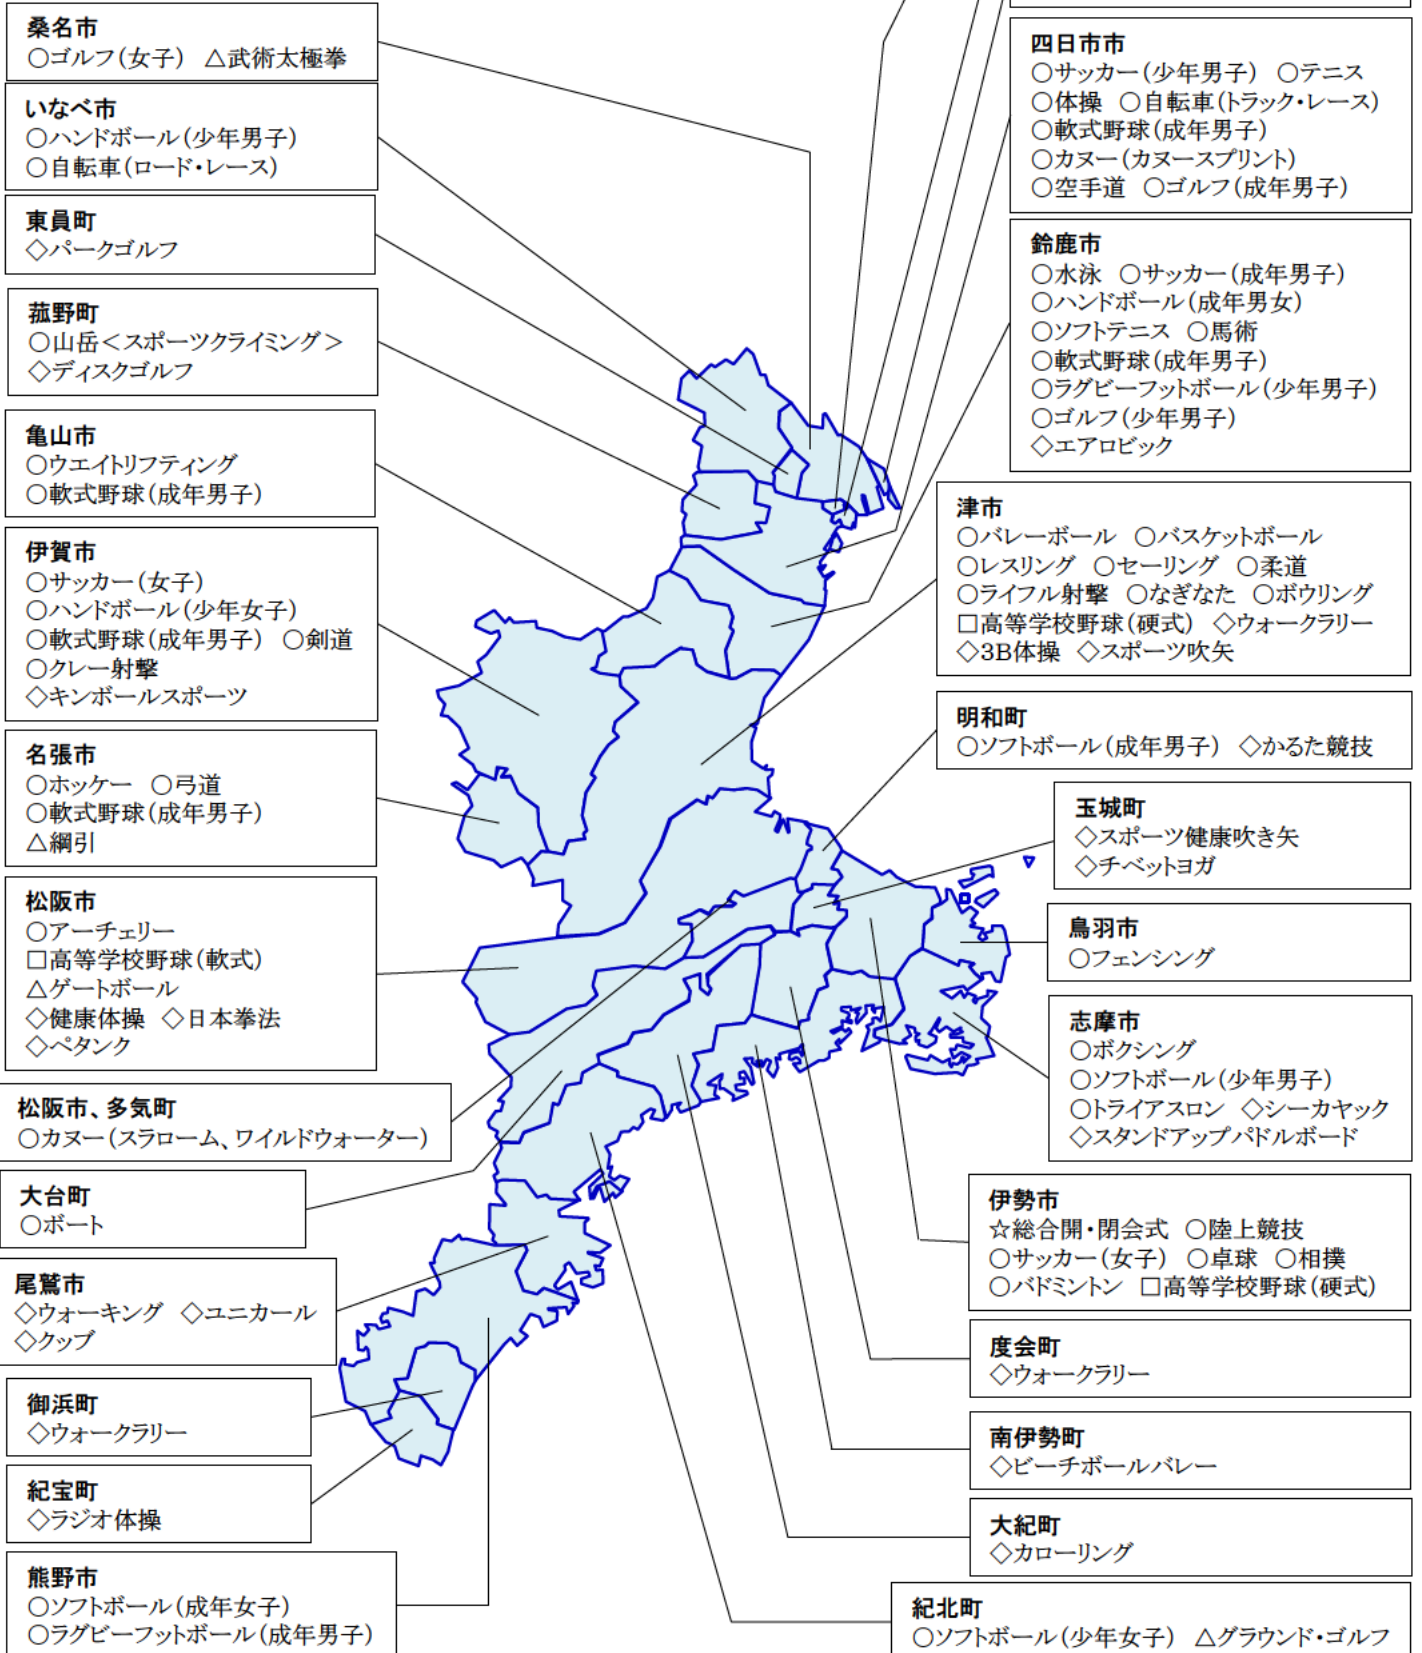 桑名市
○ゴルフ(女子) △武術太極拳
いなべ市
○ハンドボール(少年男子)
○自転車(ロード・レース)
東員町
◇パークゴルフ
菰野町
○山岳＜スポーツクライミング＞
◇ディスクゴルフ
亀山市
○ウエイトリフティング
○軟式野球(成年男子)
伊賀市
○サッカー(女子)
○ハンドボール(少年女子)
○軟式野球(成年男子) ○剣道
○クレー射撃
◇キンボールスポーツ
名張市
○ホッケー ○弓道
○軟式野球(成年男子)
△綱引
松阪市
○アーチェリー
□高等学校野球(軟式)
△ゲートボール
◇健康体操 ◇日本拳法
◇ペタンク
松阪市、多気町
○カヌー(スラローム、ワイルドウォーター)
大台町
○ボート
尾鷲市
◇ウォーキング ◇ユニカール
◇クッブ
御浜町
◇ウォークラリー
紀宝町
◇ラジオ体操
熊野市
○ソフトボール(成年女子)
○ラグビーフットボール(成年男子)
四日市市
○サッカー(少年男子) ○テニス
○体操 ○自転車(トラック・レース)
○軟式野球(成年男子)
○カヌー(カヌースプリント)
○空手道 ○ゴルフ(成年男子)
鈴鹿市
○水泳 ○サッカー(成年男子)
○ハンドボール(成年男女)
○ソフトテニス ○馬術
○軟式野球(成年男子)
○ラグビーフットボール(少年男子)
○ゴルフ(少年男子)
◇エアロビック
津市
○バレーボール ○バスケットボール
○レスリング ○セーリング ○柔道
○ライフル射撃 ○なぎなた ○ボウリング
□高等学校野球(硬式) ◇ウォークラリー
◇3B体操 ◇スポーツ吹矢
明和町
○ソフトボール(成年男子) ◇かるた競技
玉城町
◇スポーツ健康吹き矢
◇チベットヨガ
鳥羽市
○フェンシング
志摩市
○ボクシング
○ソフトボール(少年男子)
○トライアスロン ◇シーカヤック
◇スタンドアップパドルボード
伊勢市
☆総合開・閉会式 ○陸上競技
○サッカー(女子) ○卓球 ○相撲
○バドミントン □高等学校野球(硬式)
度会町
◇ウォークラリー
南伊勢町
◇ビーチボールバレー
大紀町
◇カローリング
紀北町
○ソフトボール(少年女子) △グラウンド・ゴルフ